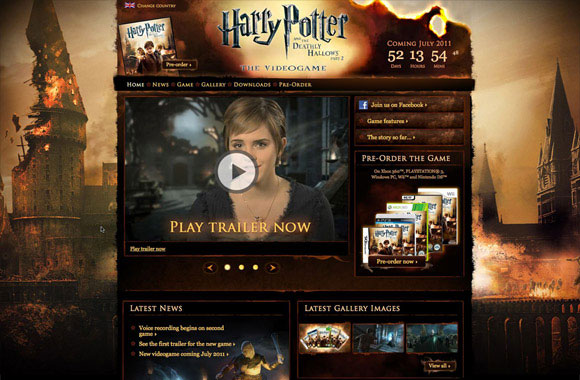 CHANGE COUNTRY
Harry Potter
AND THE
DEATHLY
HALLOWS
PART 2
THE VIDEOGAME
Pre-order ›
COMING JULY 2011
52 13 54 48
DAYS HOURS MINS
HOME NEWS GAME GALLERY DOWNLOADS PRE-ORDER
Join us on Facebook ›
Game features ›
The story so far... ›
PLAY TRAILER NOW
Play trailer now
PRE-ORDER THE GAME
On Xbox 360™, PLAYSTATION® 3,
Windows PC, Wii™ and Nintendo DS™
Pre-order now ›
LATEST NEWS
Voice recording begins on second
game ›
See the first trailer for the new game ›
New videogame coming July 2011 ›
LATEST GALLERY IMAGES
View all ›